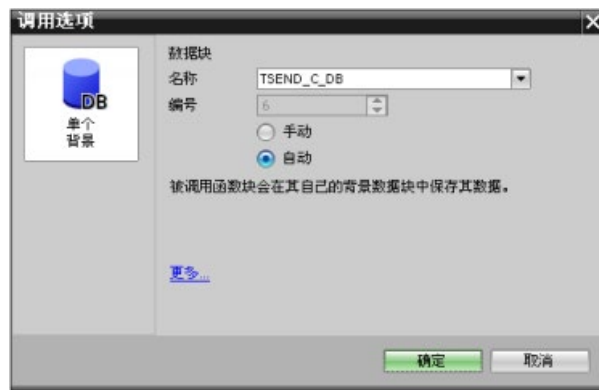 调用选项
数据块
名称 TSEND_C_DB
编号 6
手动
自动
DB
单个
背景
被调用函数块会在其自己的背景数据块中保存其数据。
更多...
确定 取消